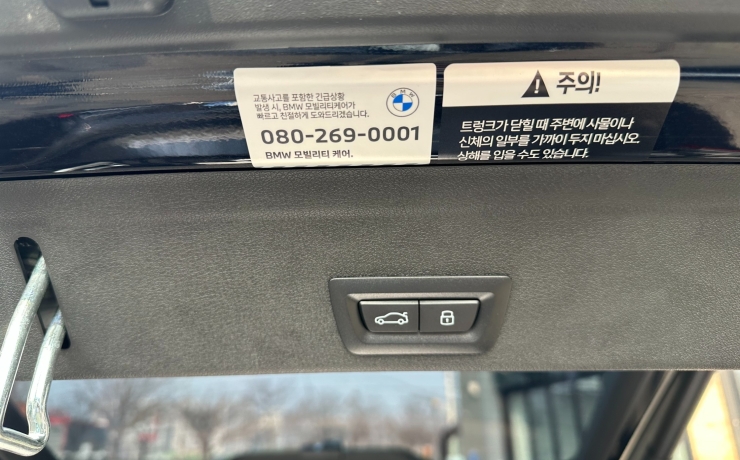 교통사고를 포함한 긴급상황
발생 시, BMW 모빌리티케어가
빠르고 친절하게 도와드리겠습니다.
080-269-0001
BMW 모빌리티 케어.
BMW
주의!
트렁크가 닫힐 때 주변에 사물이나
신체의 일부를 가까이 두지 마십시오.
상해를 입을 수도 있습니다.